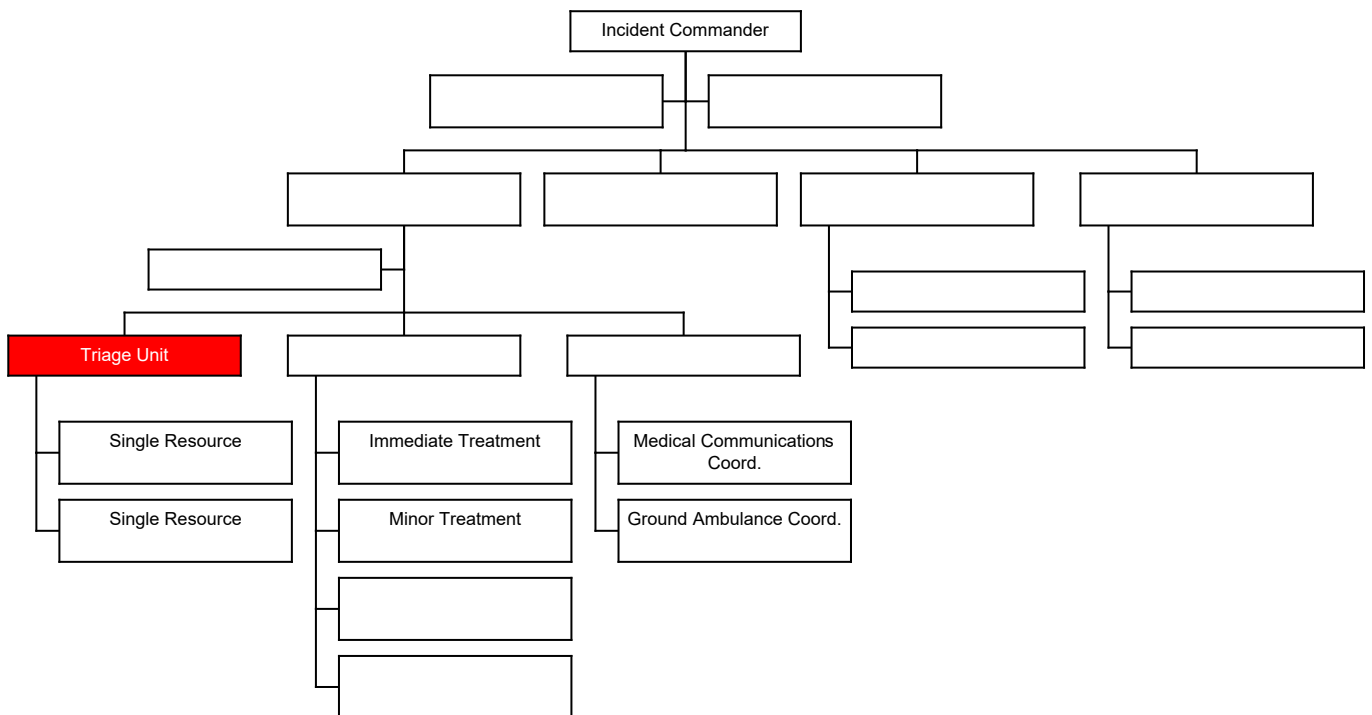 Incident Commander
Triage Unit
Single Resource
Immediate Treatment
Medical Communications
Coord.
Single Resource
Minor Treatment
Ground Ambulance Coord.